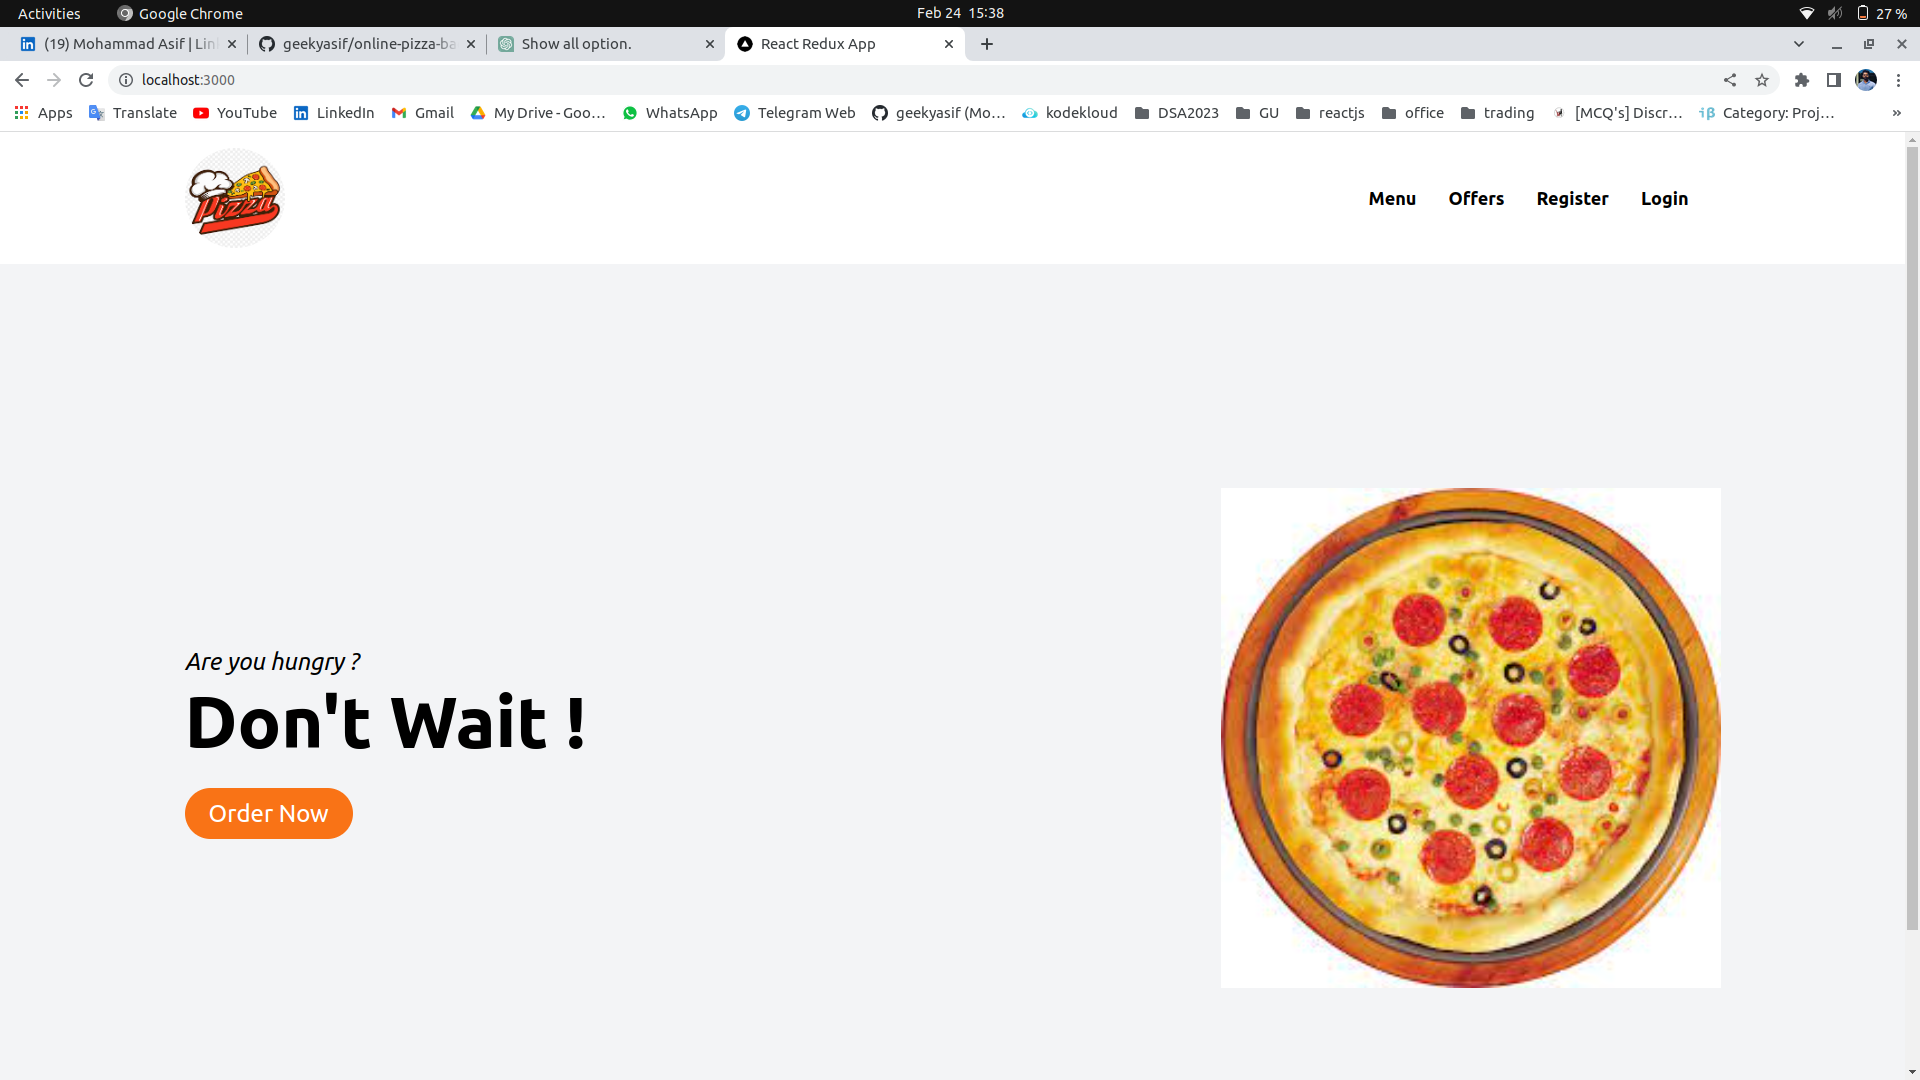 Activities
Google Chrome
Feb 24 15:38
27 %
(19) Mohammad Asif | Lin
geekyasif/online-pizza-ba
Show all option.
React Redux App
localhost:3000
Apps
Translate
YouTube
LinkedIn
Gmail
My Drive - Goo...
WhatsApp
Telegram Web
geekyasif (Mo...
kodekloud
DSA2023
GU
reactjs
office
trading
[MCQ's] Discr...
Category: Proj...
»
Pizza
Menu
Offers
Register
Login
Are you hungry ?
Don't Wait !
Order Now